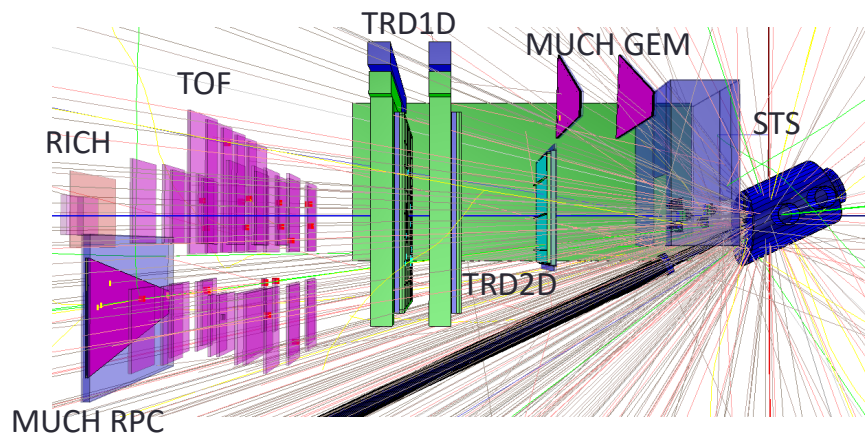 TRD1D
MUCH GEM
TOF
STS
RICH
TRD2D
MUCH RPC